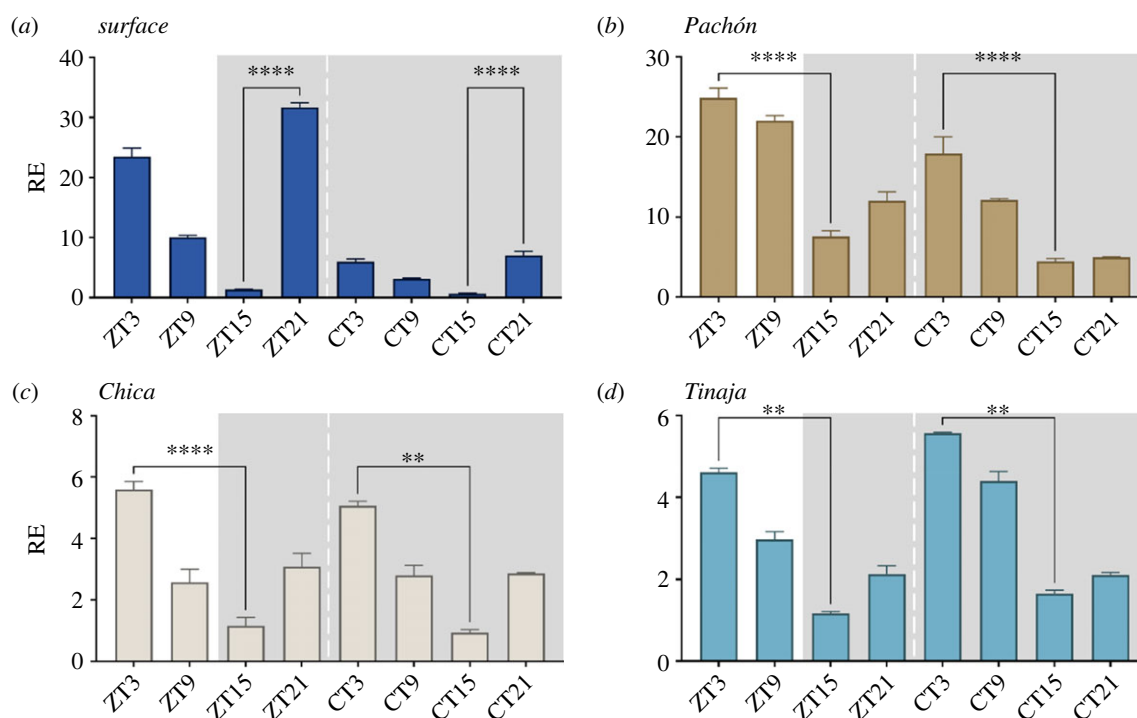 (a) surface
40
30
20
10
0
RE
**** ****
ZT3 ZT9 ZT15 ZT21 CT3 CT9 CT15 CT21
(b) Pachón
30
20
10
0
**** ****
ZT3 ZT9 ZT15 ZT21 CT3 CT9 CT15 CT21
(c) Chica
8
6
4
2
0
RE
**** **
ZT3 ZT9 ZT15 ZT21 CT3 CT9 CT15 CT21
(d) Tinaja
6
4
2
0
** **
ZT3 ZT9 ZT15 ZT21 CT3 CT9 CT15 CT21